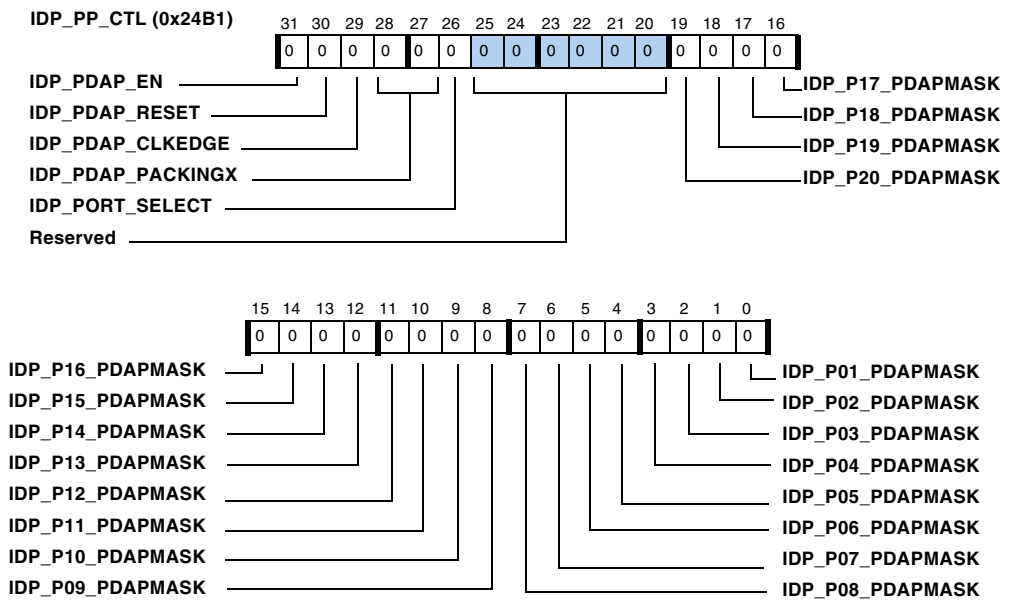 IDP_PP_CTL (0x24B1)
31 30 29 28 27 26 25 24 23 22 21 20 19 18 17 16
0 0 0 0 0 0 0 0 0 0 0 0 0 0 0 0
IDP_PDAP_EN
IDP_P17_PDAPMASK
IDP_PDAP_RESET
IDP_P18_PDAPMASK
IDP_PDAP_CLKEDGE
IDP_P19_PDAPMASK
IDP_PDAP_PACKINGX
IDP_P20_PDAPMASK
IDP_PORT_SELECT
Reserved
15 14 13 12 11 10 9 8 7 6 5 4 3 2 1 0
0 0 0 0 0 0 0 0 0 0 0 0 0 0 0 0
IDP_P16_PDAPMASK
IDP_P01_PDAPMASK
IDP_P15_PDAPMASK
IDP_P02_PDAPMASK
IDP_P14_PDAPMASK
IDP_P03_PDAPMASK
IDP_P13_PDAPMASK
IDP_P04_PDAPMASK
IDP_P12_PDAPMASK
IDP_P05_PDAPMASK
IDP_P11_PDAPMASK
IDP_P06_PDAPMASK
IDP_P10_PDAPMASK
IDP_P07_PDAPMASK
IDP_P09_PDAPMASK
IDP_P08_PDAPMASK